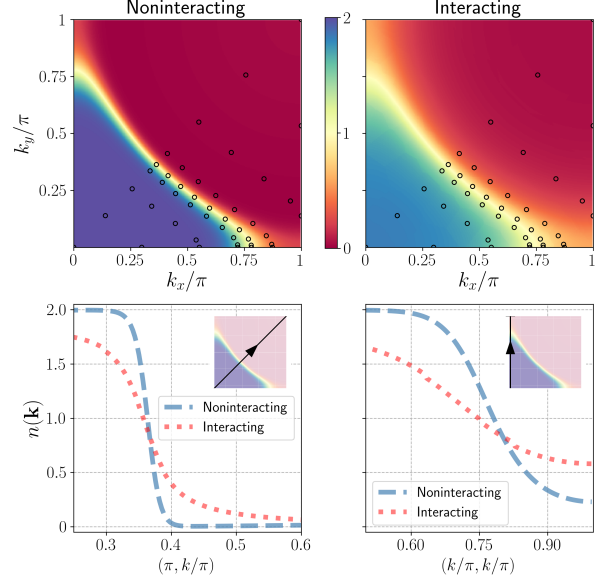 Noninteracting
Interacting
1
0.75
0.5
0.25
k_y/π
0
0.25
0.5
0.75
1
k_x/π
2
1
0
0
0.25
0.5
0.75
1
k_x/π
2.0
1.5
1.0
0.5
0
n(k)
Noninteracting
Interacting
0.3
0.4
0.5
0.6
(π, k/π)
Noninteracting
Interacting
0.60
0.75
0.90
(k/π, k/π)